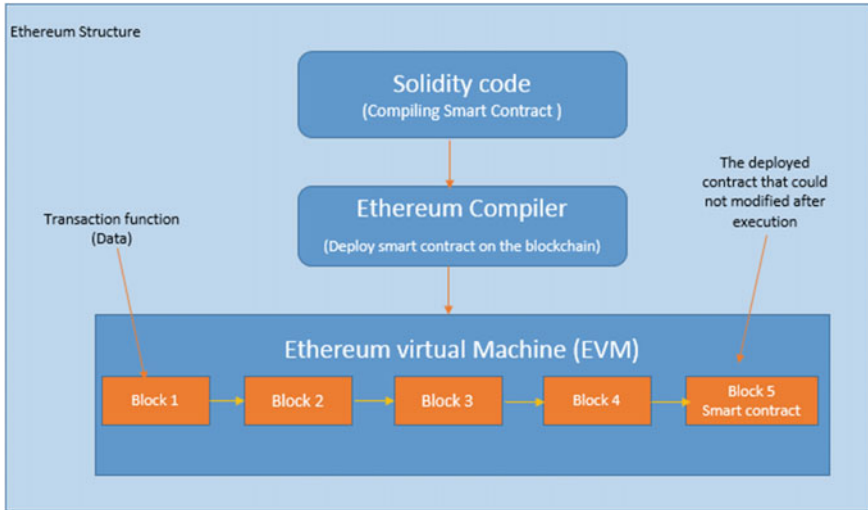 Ethereum Structure
Solidity code
(Compiling Smart Contract )
The deployed
contract that could
not modified after
execution
Ethereum Compiler
(Deploy smart contract on the blockchain)
Transaction function
(Data)
Ethereum virtual Machine (EVM)
Block 1
Block 2
Block 3
Block 4
Block 5
Smart contract